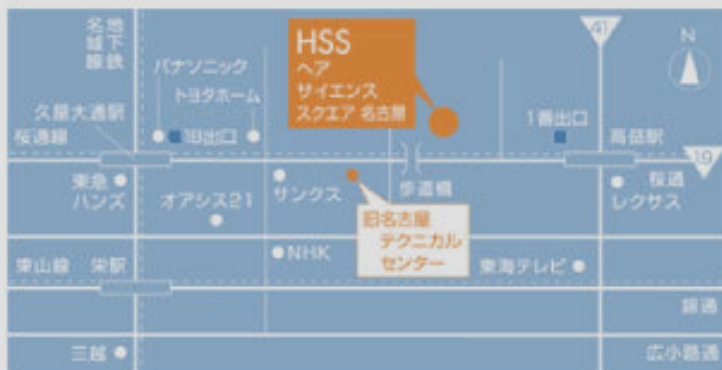 地下鉄
名城線
パナソニック
トヨタホーム
HSS
ヘア
サイエンス
スクエア 名古屋
41
N
久屋大通駅
桜通線
1B出口
1番出口
高岳駅
19
東急
ハンズ
オアシス21
サンクス
歩道橋
桜通
レクサス
旧名古屋
テクニカル
センター
NHK
東山線 栄駅
東海テレビ
錦通
三越
広小路通